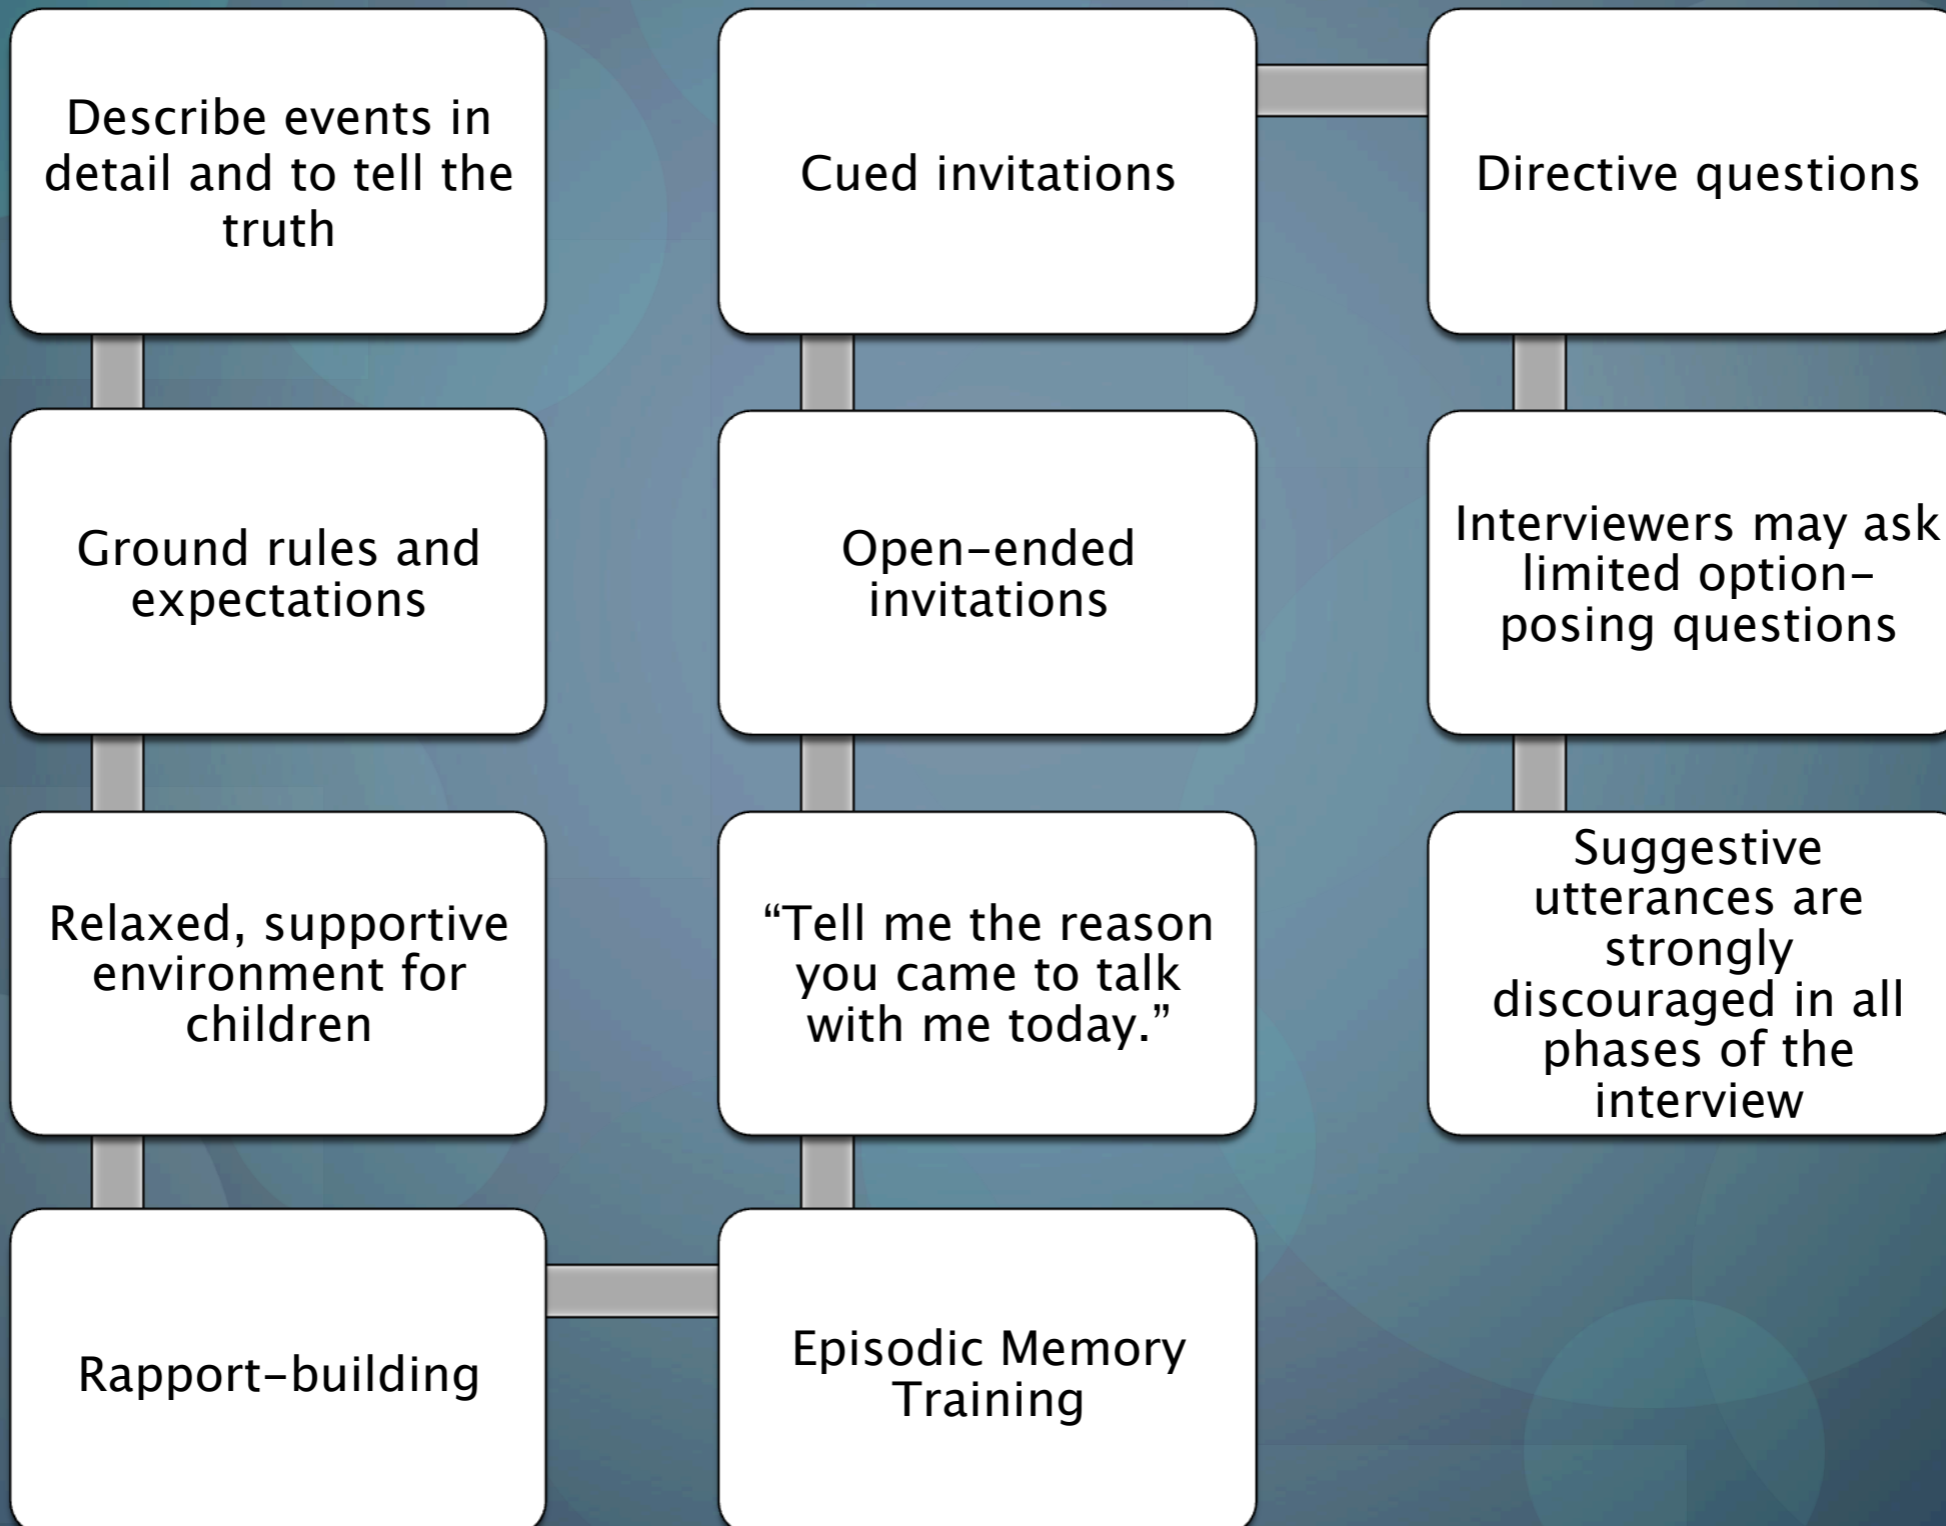 Describe events in
detail and to tell the
truth
Ground rules and
expectations
Relaxed, supportive
environment for
children
Rapport-building
Episodic Memory
Training
“Tell me the reason
you came to talk
with me today.”
Open-ended
invitations
Cued invitations
Directive questions
Interviewers may ask
limited option-
posing questions
Suggestive
utterances are
strongly
discouraged in all
phases of the
interview